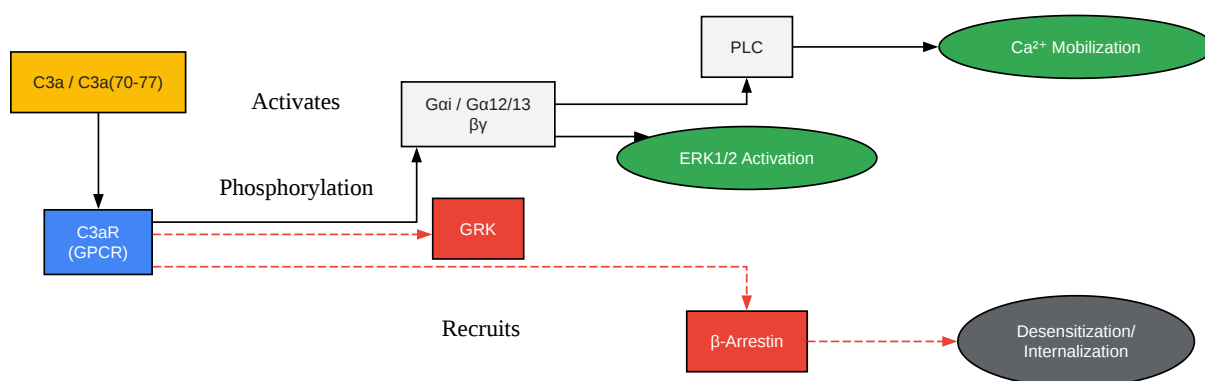 PLC
Ca²⁺ Mobilization
C3a / C3a(70-77)
Activates
Gαi / Gα12/13
βγ
ERK1/2 Activation
Phosphorylation
C3aR
(GPCR)
GRK
Recruits
β-Arrestin
Desensitization/
Internalization